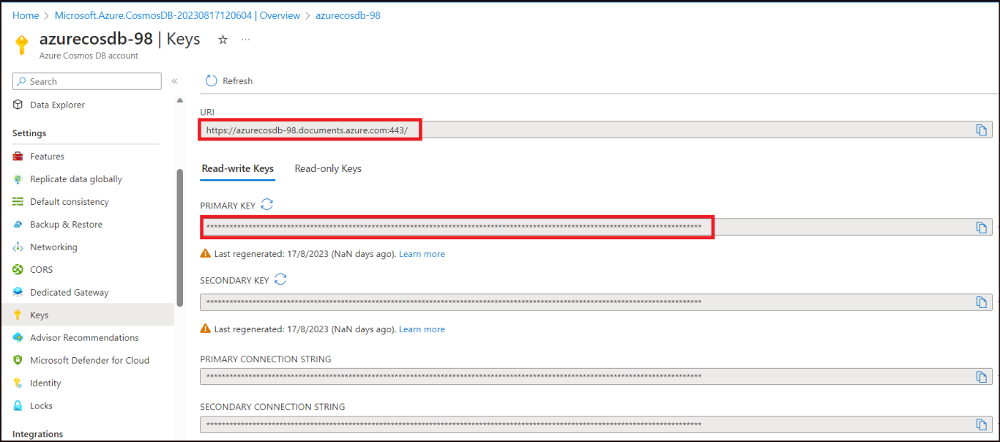 Home > Microsoft.Azure.CosmosDB-20230817120604 | Overview > azurecosdb-98
azurecosdb-98 | Keys ☆ ...
Azure Cosmos DB account
Search «
Data Explorer
Settings
Features
Replicate data globally
Default consistency
Backup & Restore
Networking
CORS
Dedicated Gateway
Keys
Advisor Recommendations
Microsoft Defender for Cloud
Identity
Locks
Integrations
Refresh
URI
https://azurecosdb-98.documents.azure.com:443/
Read-write Keys Read-only Keys
PRIMARY KEY
Last regenerated: 17/8/2023 (NaN days ago). Learn more
SECONDARY KEY
Last regenerated: 17/8/2023 (NaN days ago). Learn more
PRIMARY CONNECTION STRING
SECONDARY CONNECTION STRING